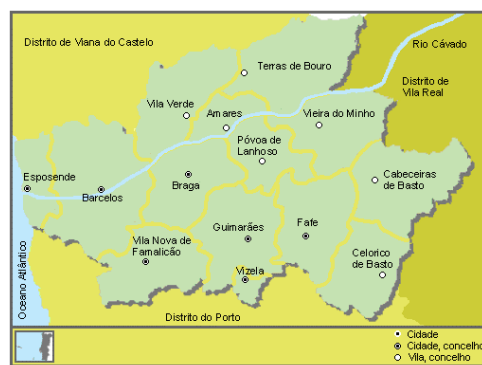 Distrito de Viana do Castelo
Rio Cávado
Terras de Bouro
Distrito de
Vila Real
Vila Verde
Amares
Vieira do Minho
Póvoa de
Lanhoso
Esposende
Barcelos
Braga
Cabeceiras
de Basto
Guimarães
Fafe
Vila Nova de
Famalicão
Vizela
Celorico
de Basto
Oceano Atlântico
Distrito do Porto
Cidade
Cidade, concelho
Vila, concelho